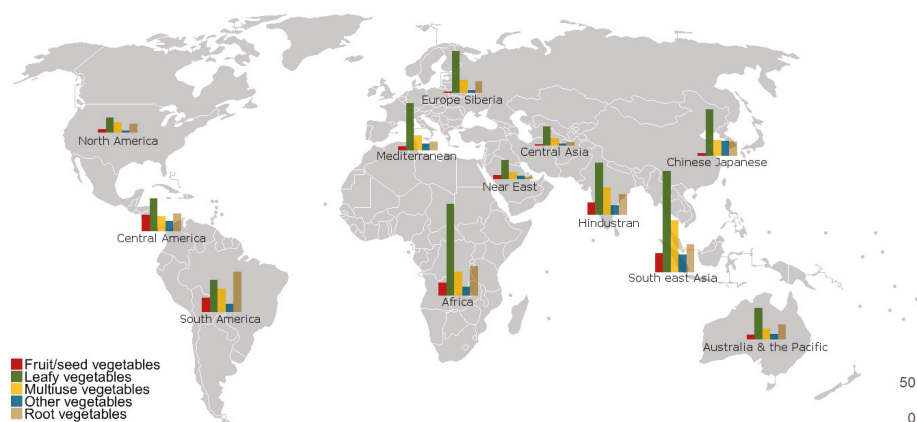 Europe Siberia
North America
Mediterranean
Central Asia
Chinese Japanese
Near East
Hindustran
Central America
South east Asia
Africa
South America
Australia & the Pacific
Fruit/seed vegetables
Leafy vegetables
Multiuse vegetables
Other vegetables
Root vegetables
50
0